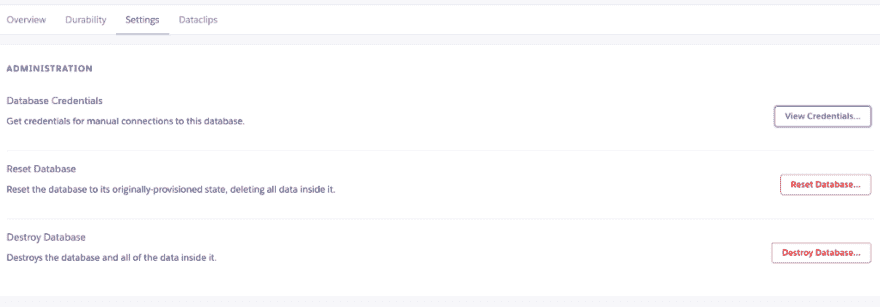 Overview Durability Settings Dataclips
ADMINISTRATION
Database Credentials
Get credentials for manual connections to this database.
View Credentials...
Reset Database
Reset the database to its originally-provisioned state, deleting all data inside it.
Reset Database...
Destroy Database
Destroys the database and all of the data inside it.
Destroy Database...